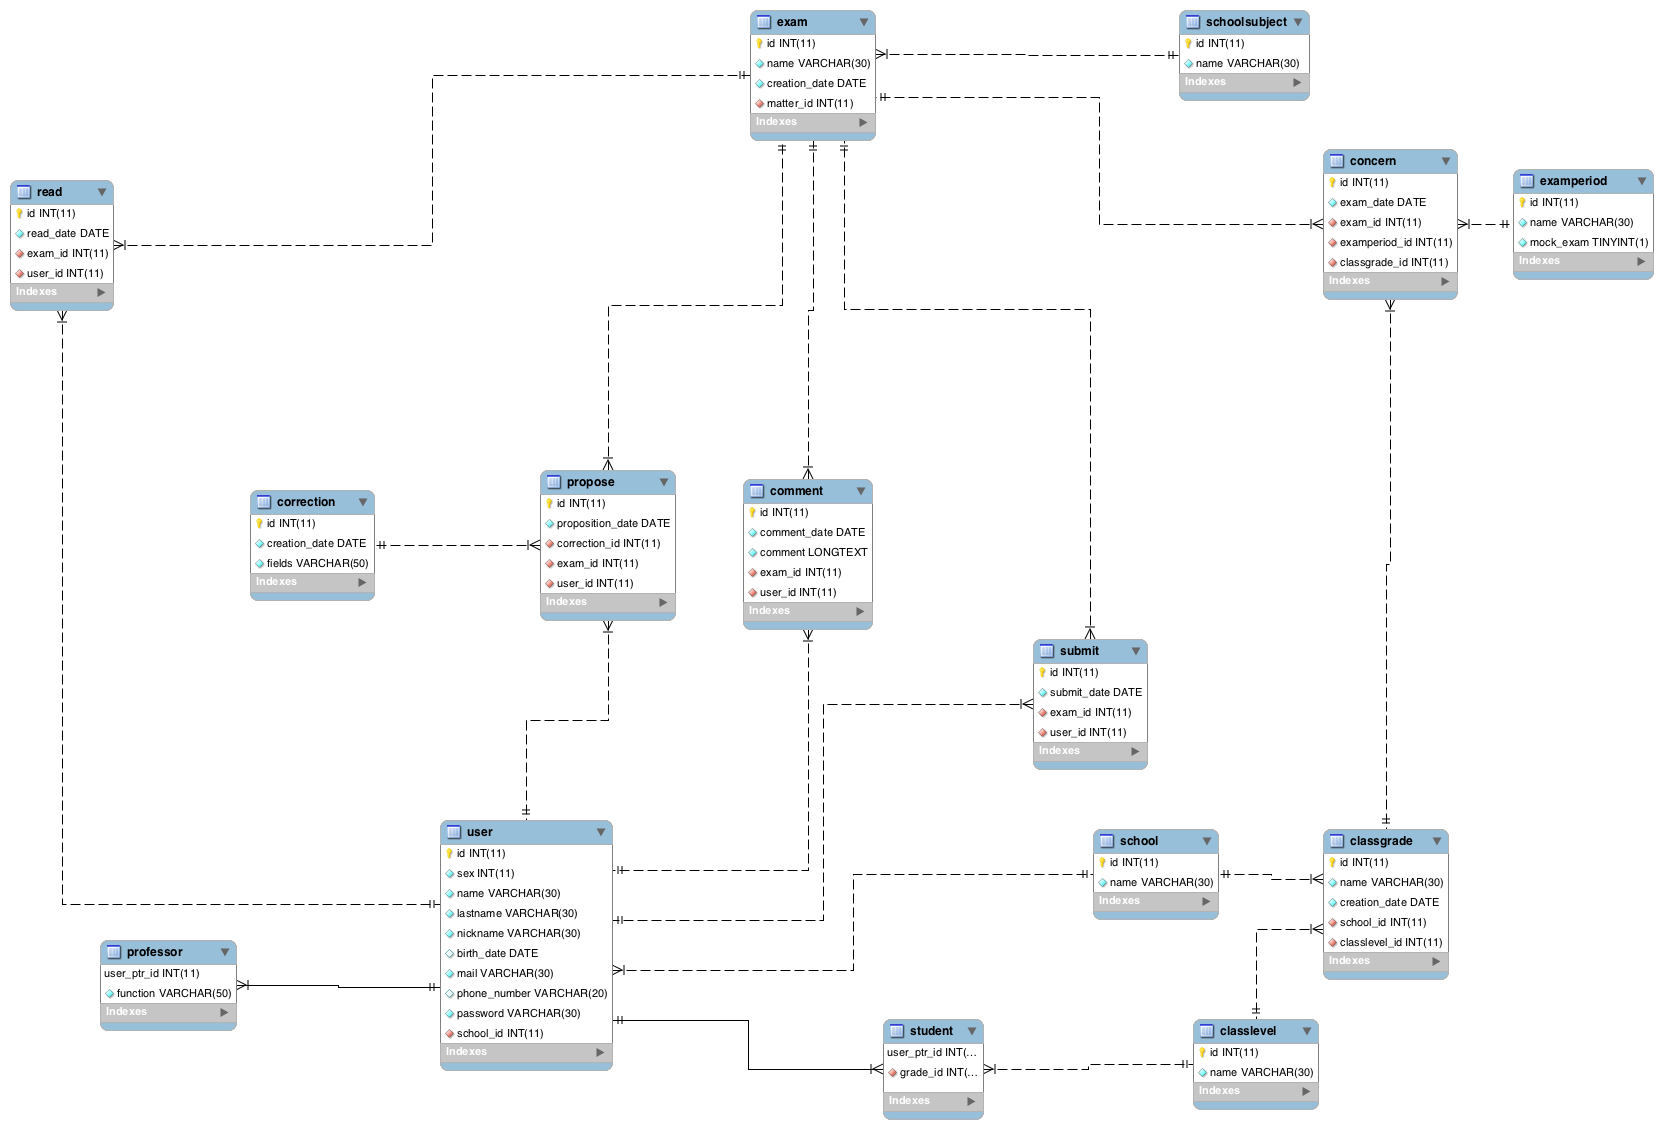 exam
id INT(11)
name VARCHAR(30)
creation_date DATE
matter_id INT(11)
Indexes
schoolsubject
id INT(11)
name VARCHAR(30)
Indexes
concern
id INT(11)
exam_date DATE
exam_id INT(11)
examperiod_id INT(11)
classgrade_id INT(11)
Indexes
examperiod
id INT(11)
name VARCHAR(30)
mock_exam TINYINT(1)
Indexes
read
id INT(11)
read_date DATE
exam_id INT(11)
user_id INT(11)
Indexes
correction
id INT(11)
creation_date DATE
fields VARCHAR(50)
Indexes
propose
id INT(11)
proposition_date DATE
correction_id INT(11)
exam_id INT(11)
user_id INT(11)
Indexes
comment
id INT(11)
comment_date DATE
comment LONGTEXT
exam_id INT(11)
user_id INT(11)
Indexes
submit
id INT(11)
submit_date DATE
exam_id INT(11)
user_id INT(11)
Indexes
user
id INT(11)
sex INT(11)
name VARCHAR(30)
lastname VARCHAR(30)
nickname VARCHAR(30)
birth_date DATE
mail VARCHAR(30)
phone_number VARCHAR(20)
password VARCHAR(30)
school_id INT(11)
Indexes
school
id INT(11)
name VARCHAR(30)
Indexes
classgrade
id INT(11)
name VARCHAR(30)
creation_date DATE
school_id INT(11)
classlevel_id INT(11)
Indexes
professor
user_ptr_id INT(11)
function VARCHAR(50)
Indexes
student
user_ptr_id INT(...
grade_id INT(...
Indexes
classlevel
id INT(11)
name VARCHAR(30)
Indexes